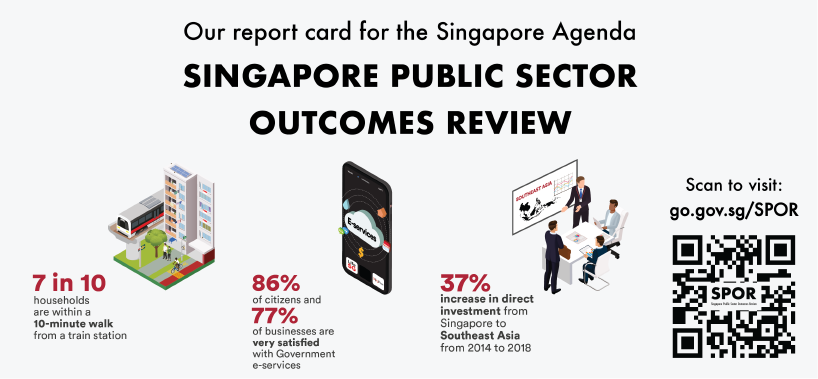 Our report card for the Singapore Agenda
SINGAPORE PUBLIC SECTOR
OUTCOMES REVIEW
SOUTHEAST ASIA
E-services
Scan to visit:
go.gov.sg/SPOR
SPOR
Singapore Public Sector Outcomes Review
7 in 10
households
are within a
10-minute walk
from a train station
86%
of citizens and
77%
of businesses are
very satisfied
with Government
e-services
37%
increase in direct
investment from
Singapore to
Southeast Asia
from 2014 to 2018